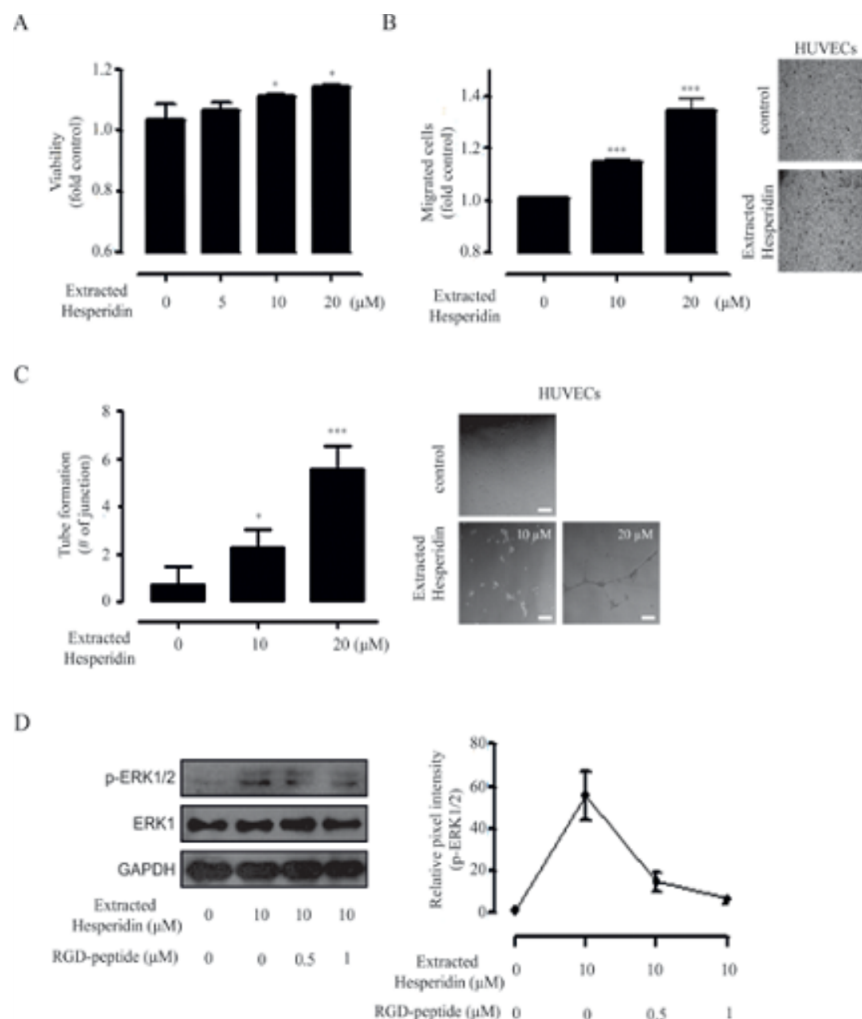 A
Viability
(fold control)
1.2
1.0
0.8
0.6
*
*
Extracted
Hesperidin
0 5 10 20 (µM)
B
Migrated cells
(fold control)
1.4
1.2
1.0
0.8
***
***
Extracted
Hesperidin
0 10 20 (µM)
HUVECs
control
Extracted
Hesperidin
C
Tube formation
(# of junction)
8
6
4
2
0
*
***
Extracted
Hesperidin
0 10 20 (µM)
HUVECs
control
Extracted
Hesperidin
10 µM
20 µM
D
p-ERK1/2
ERK1
GAPDH
Extracted
Hesperidin (µM)
0 10 10 10
RGD-peptide (µM) 0 0 0.5 1
Relative pixel intensity
(p-ERK1/2)
80
60
40
20
0
Extracted
Hesperidin (µM)
0 10 10 10
RGD-peptide (µM) 0 0 0.5 1